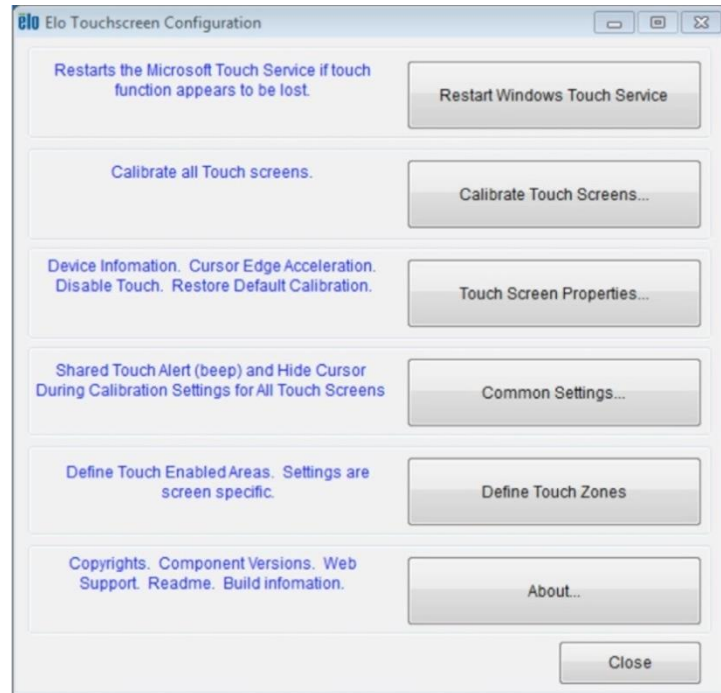 elo Elo Touchscreen Configuration
Restarts the Microsoft Touch Service if touch
function appears to be lost.
Restart Windows Touch Service
Calibrate all Touch screens.
Calibrate Touch Screens...
Device Infomation. Cursor Edge Acceleration.
Disable Touch. Restore Default Calibration.
Touch Screen Properties...
Shared Touch Alert (beep) and Hide Cursor
During Calibration Settings for All Touch Screens
Common Settings...
Define Touch Enabled Areas. Settings are
screen specific.
Define Touch Zones
Copyrights. Component Versions. Web
Support. Readme. Build infomation.
About...
Close